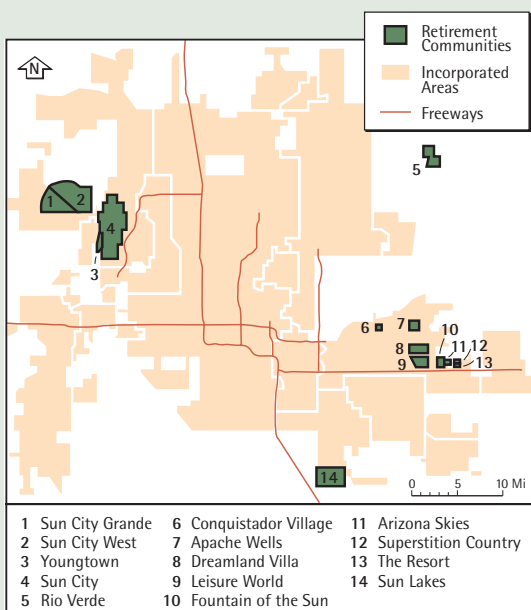 Retirement
Communities
Incorporated
Areas
Freeways
N
5
1
2
4
3
6
7
10
11
12
8
9
13
14
0 5 10 Mi
1 Sun City Grande
2 Sun City West
3 Youngtown
4 Sun City
5 Rio Verde
6 Conquistador Village
7 Apache Wells
8 Dreamland Villa
9 Leisure World
10 Fountain of the Sun
11 Arizona Skies
12 Superstition Country
13 The Resort
14 Sun Lakes